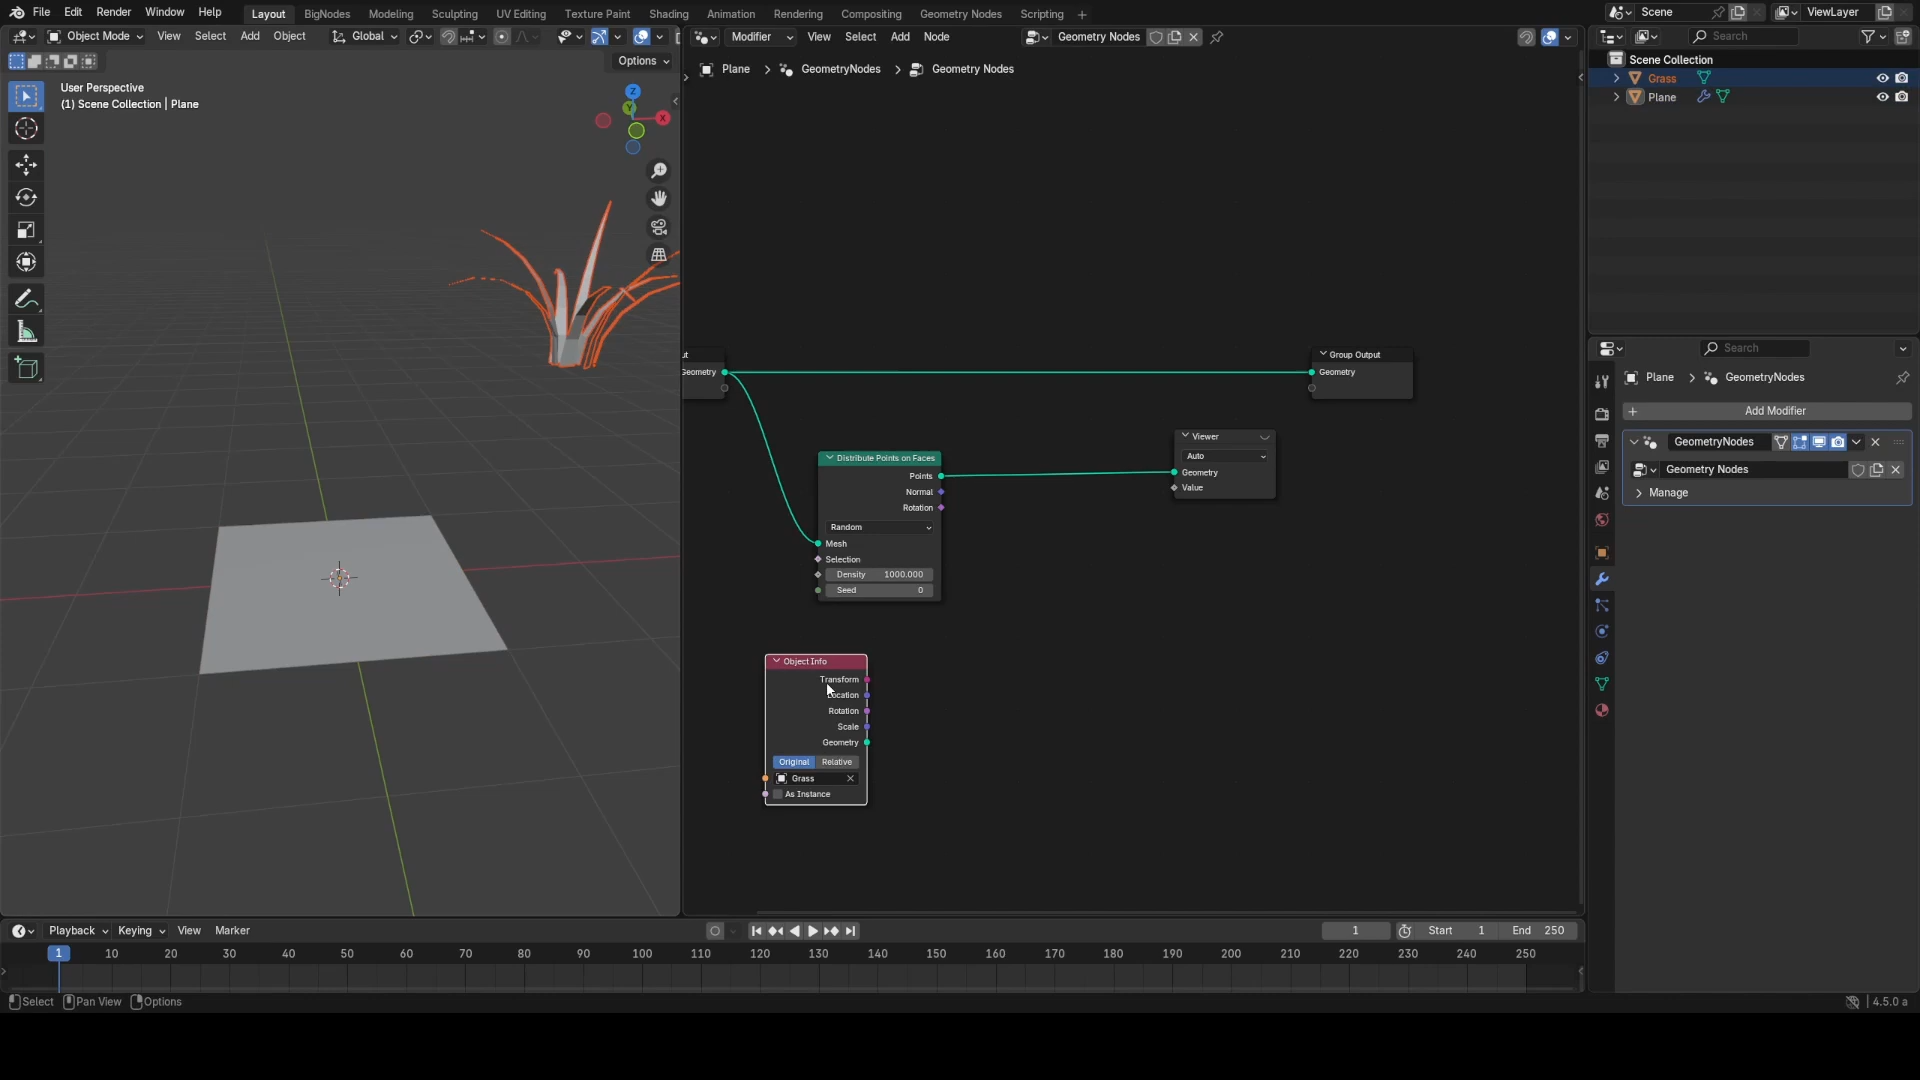 File Edit Render Window Help Layout BigNodes Modeling Sculpting UV Editing Texture Paint Shading Animation Rendering Compositing Geometry Nodes Scripting + Scene ViewLayer
Object Mode View Select Add Object Global
Modifier View Select Add Node Geometry Nodes
Search
Options
User Perspective
(1) Scene Collection | Plane
Z
Y
X
Plane > GeometryNodes > Geometry Nodes
Scene Collection
Grass
Plane
ut
Geometry
Group Output
Geometry
Viewer
Auto
Geometry
Value
Distribute Points on Faces
Points
Normal
Rotation
Random
Mesh
Selection
Density 1000.000
Seed 0
Object Info
Transform
Location
Rotation
Scale
Geometry
Original Relative
Grass
As Instance
Search
Plane > GeometryNodes
+ Add Modifier
GeometryNodes
Geometry Nodes
Manage
Playback Keying View Marker 1 Start 1 End 250
1 10 20 30 40 50 60 70 80 90 100 110 120 130 140 150 160 170 180 190 200 210 220 230 240 250
Select Pan View Options 4.5.0 a